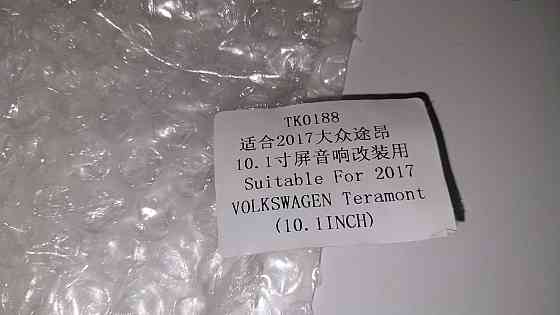 TK0188
适合2017大众途昂
10.1寸屏音响改装用
Suitable For 2017
VOLKSWAGEN Teramont
(10.1INCH)